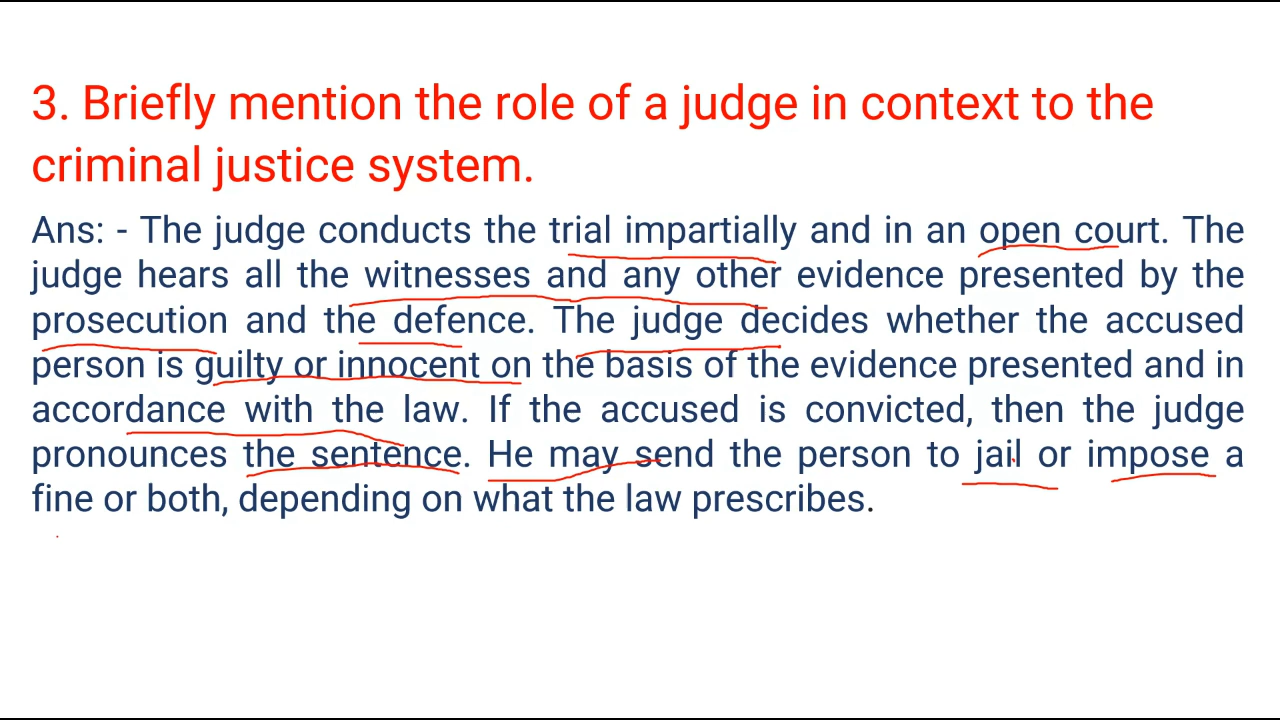 3. Briefly mention the role of a judge in context to the
criminal justice system.
Ans: - The judge conducts the trial impartially and in an open court. The
judge hears all the witnesses and any other evidence presented by the
prosecution and the defence. The judge decides whether the accused
person is guilty or innocent on the basis of the evidence presented and in
accordance with the law. If the accused is convicted, then the judge
pronounces the sentence. He may send the person to jail or impose a
fine or both, depending on what the law prescribes.